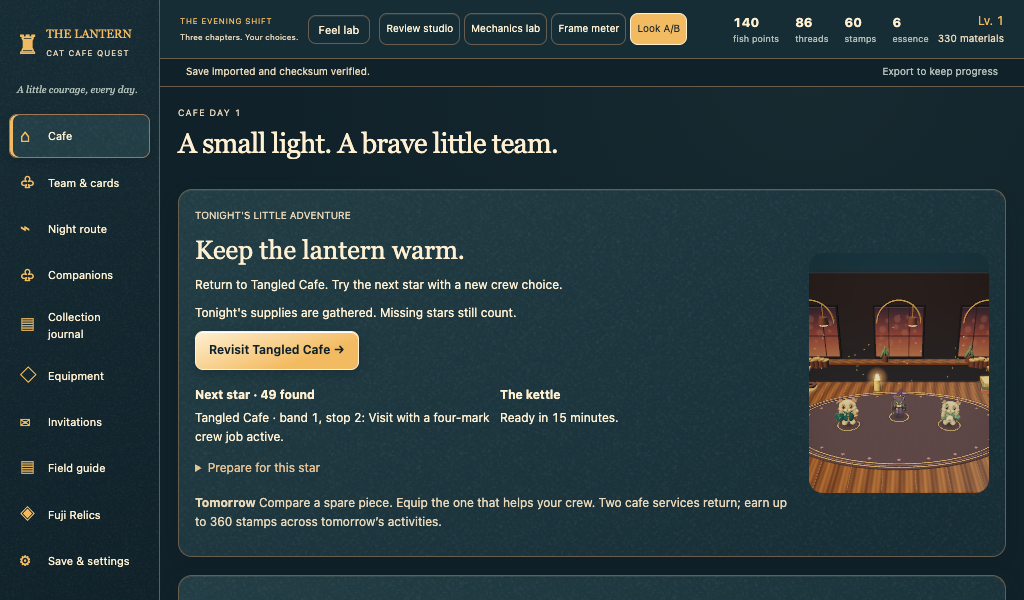 THE LANTERN
CAT CAFE QUEST
A little courage, every day.
Cafe
Team & cards
Night route
Companions
Collection
journal
Equipment
Invitations
Field guide
Fuji Relics
Save & settings
THE EVENING SHIFT
Three chapters. Your choices.
Feel lab
Review studio
Mechanics lab
Frame meter
Look A/B
140
fish points
86
threads
60
stamps
6
essence
Lv. 1
330 materials
Save imported and checksum verified.
Export to keep progress
CAFE DAY 1
A small light. A brave little team.
TONIGHT'S LITTLE ADVENTURE
Keep the lantern warm.
Return to Tangled Cafe. Try the next star with a new crew choice.
Tonight's supplies are gathered. Missing stars still count.
Revisit Tangled Cafe →
Next star · 49 found
Tangled Cafe · band 1, stop 2: Visit with a four-mark
crew job active.
The kettle
Ready in 15 minutes.
▶ Prepare for this star
Tomorrow Compare a spare piece. Equip the one that helps your crew. Two cafe services return; earn up
to 360 stamps across tomorrow's activities.